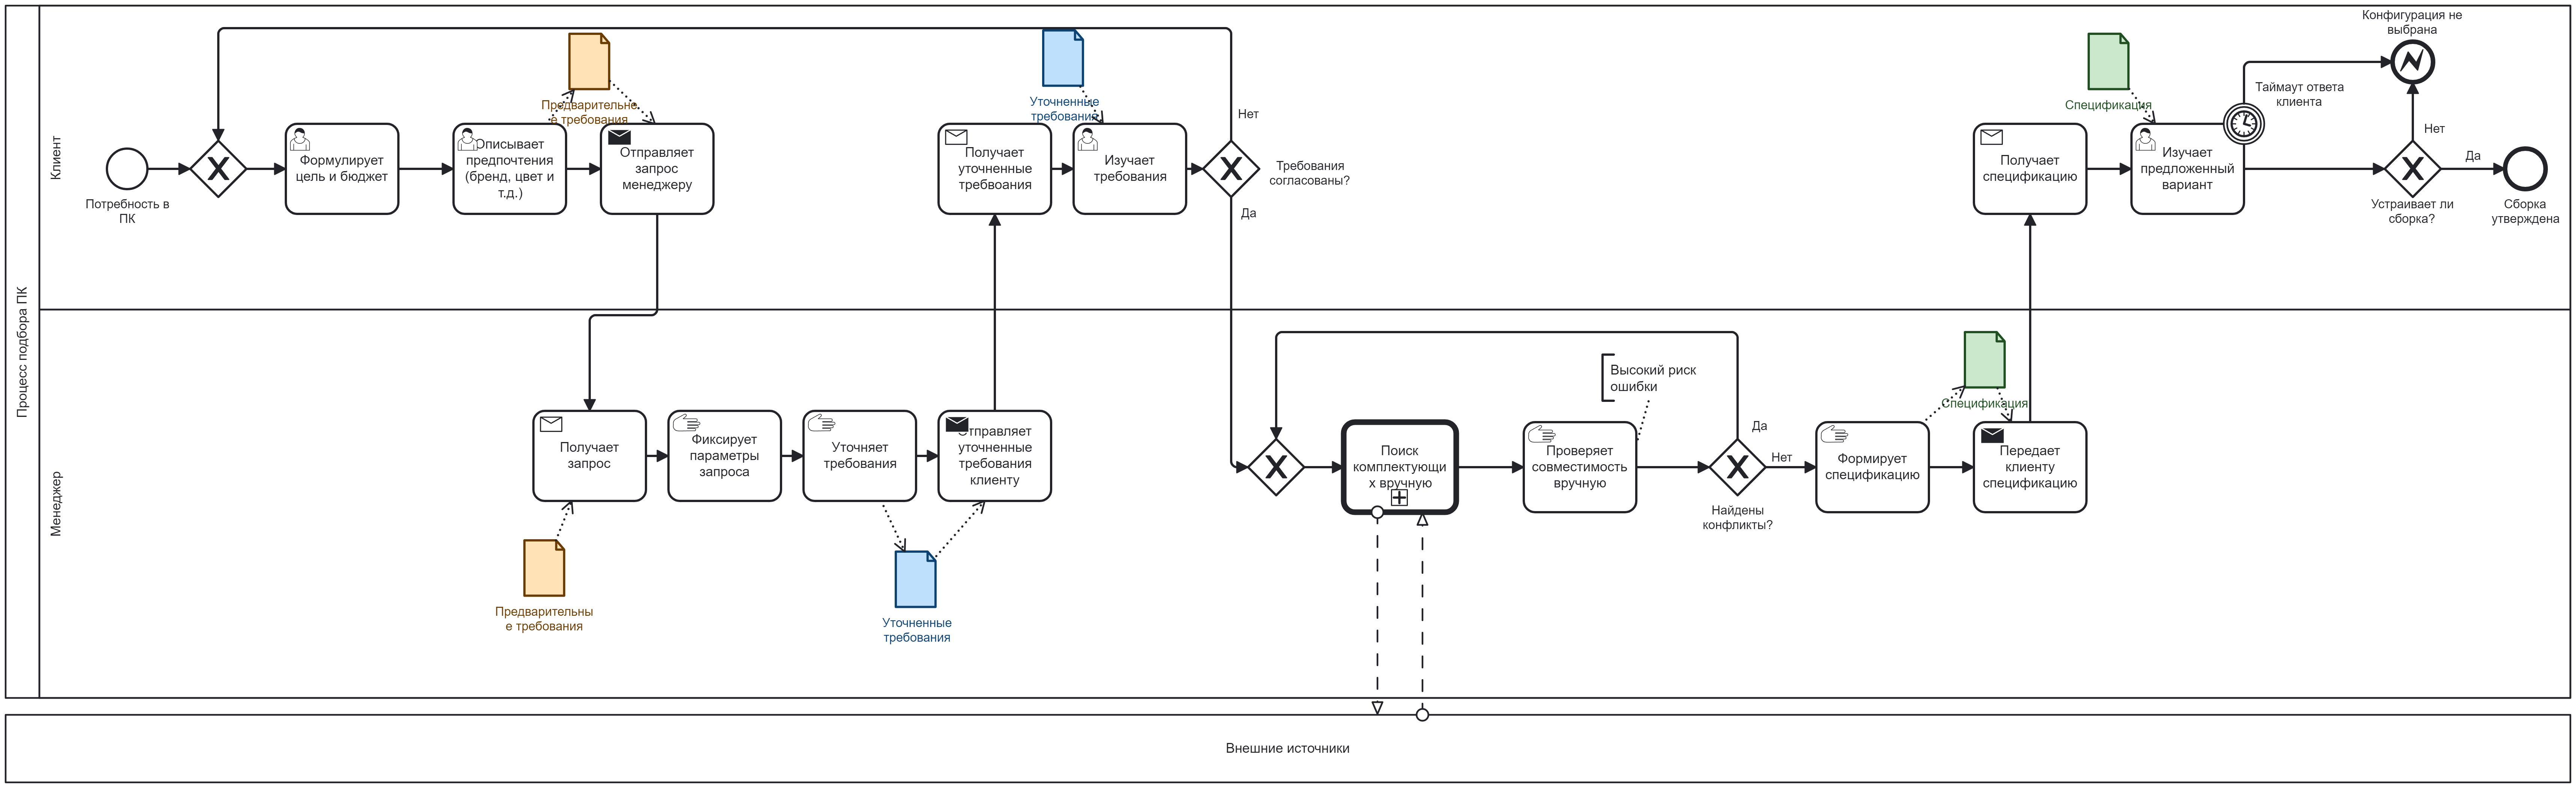 Процесс подбора ПК
Клиент
Потребность в
ПК
Формулирует
цель и бюджет
Описывает
предпочтения
(бренд, цвет и
т.д.)
Предварительны
е требования
Отправляет
запрос
менеджеру
Получает
уточненные
требвоания
Уточненные
требования
Изучает
требования
Нет
Требования
согласованы?
Да
Получает
спецификацию
Спецификация
Изучает
предложенный
вариант
Таймаут ответа
клиента
Конфигурация не
выбрана
Нет
Да
Устраивает ли
сборка?
Сборка
утверждена
Менеджер
Получает
запрос
Предварительны
е требования
Фиксирует
параметры
запроса
Уточняет
требования
Уточненные
требования
Отправляет
уточненные
требования
клиенту
Поиск
комплектующи
х вручную
Проверяет
совместимость
вручную
Высокий риск
ошибки
Да
Нет
Найдены
конфликты?
Формирует
спецификацию
Спецификация
Передает
клиенту
спецификацию
Внешние источники